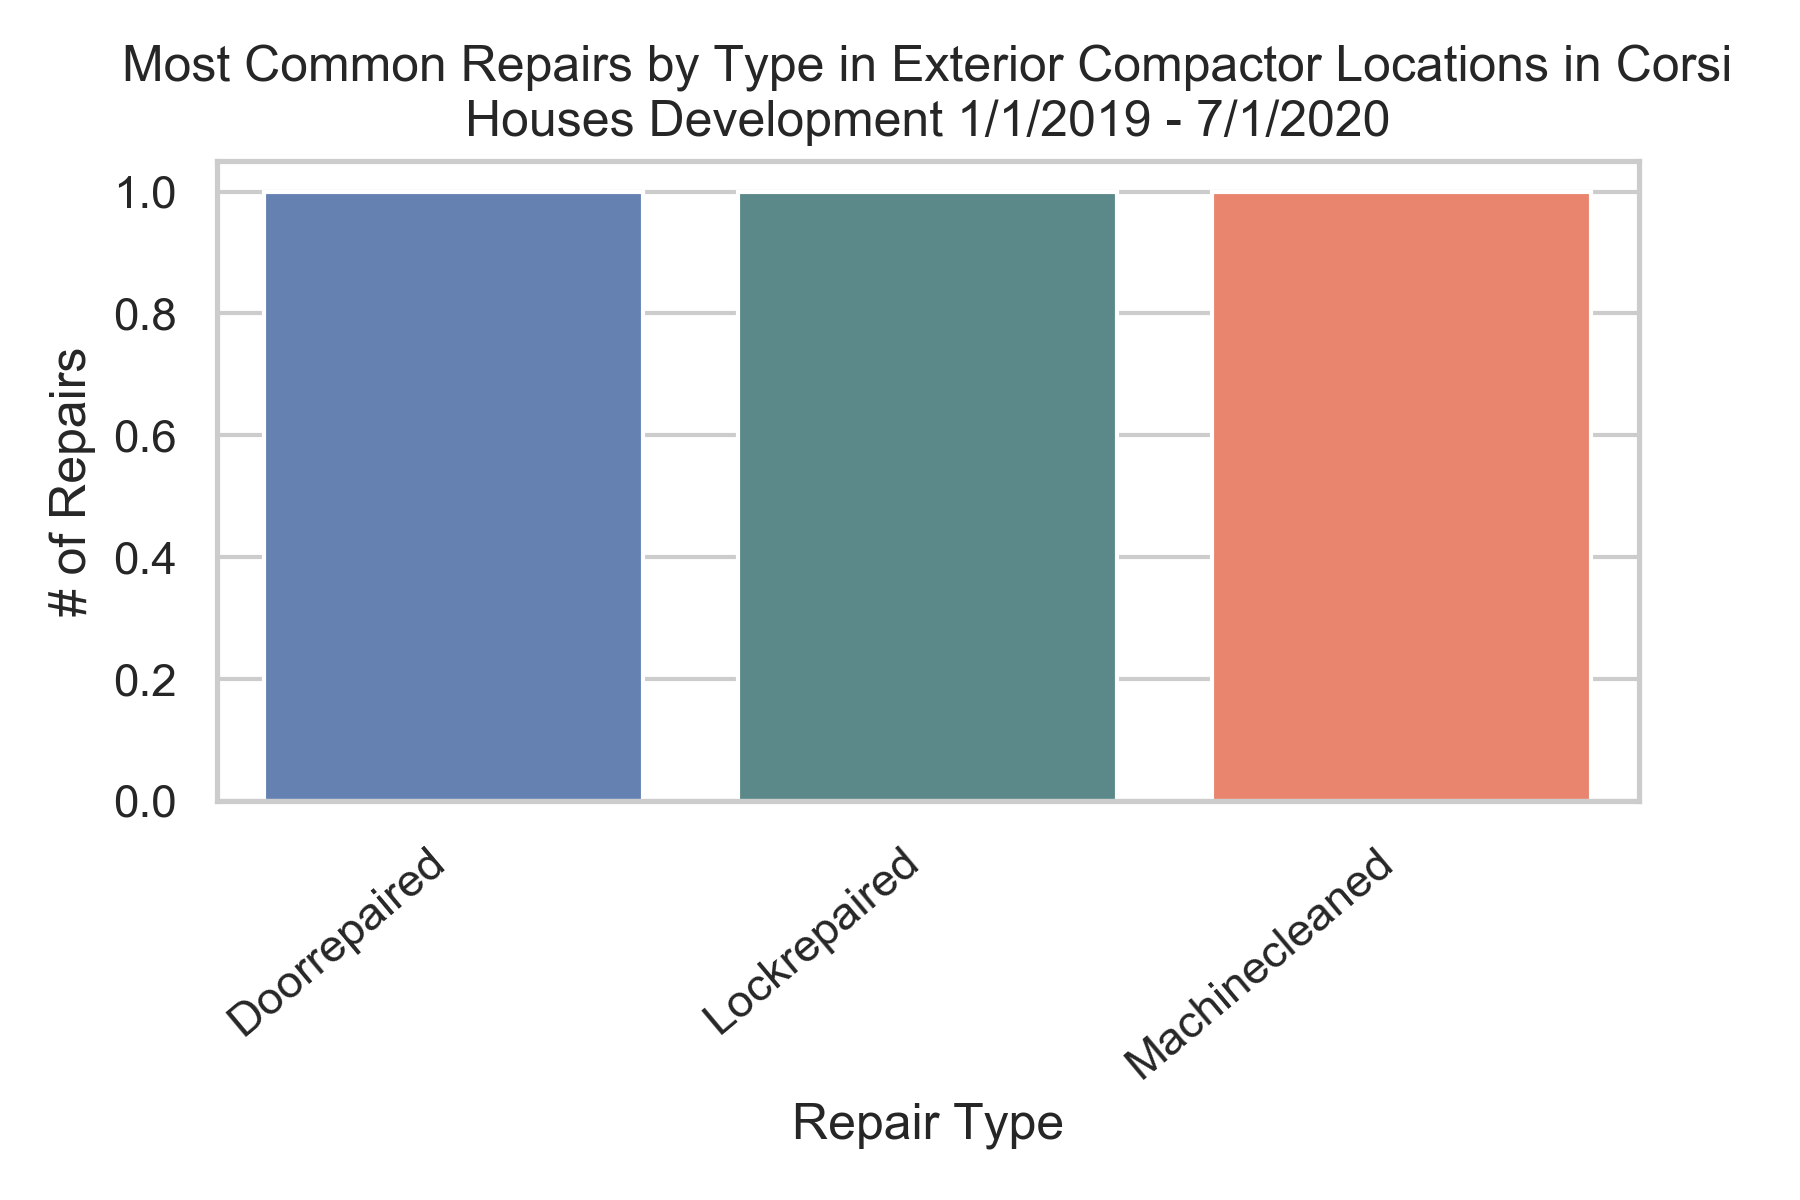 Most Common Repairs by Type in Exterior Compactor Locations in Corsi
Houses Development 1/1/2019 - 7/1/2020
# of Repairs
1.0
0.8
0.6
0.4
0.2
0.0
Doorrepaired
Lockrepaired
Machinecleaned
Repair Type